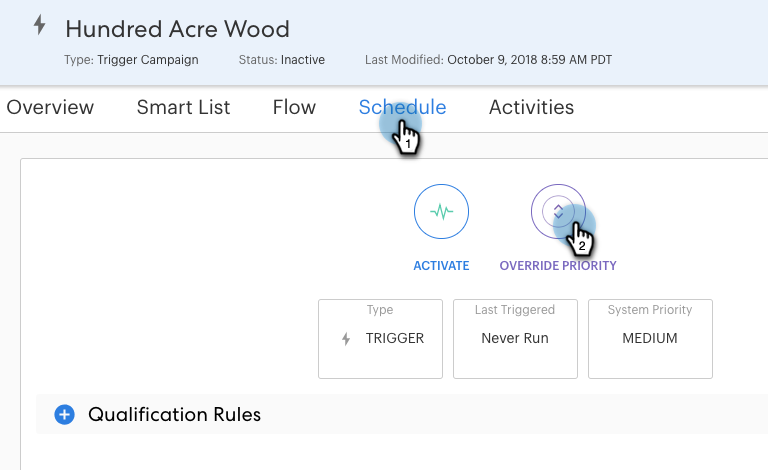 Hundred Acre Wood
Type: Trigger Campaign Status: Inactive Last Modified: October 9, 2018 8:59 AM PDT
Overview Smart List Flow Schedule Activities
1
2
ACTIVATE OVERRIDE PRIORITY
Type Last Triggered System Priority
TRIGGER Never Run MEDIUM
Qualification Rules